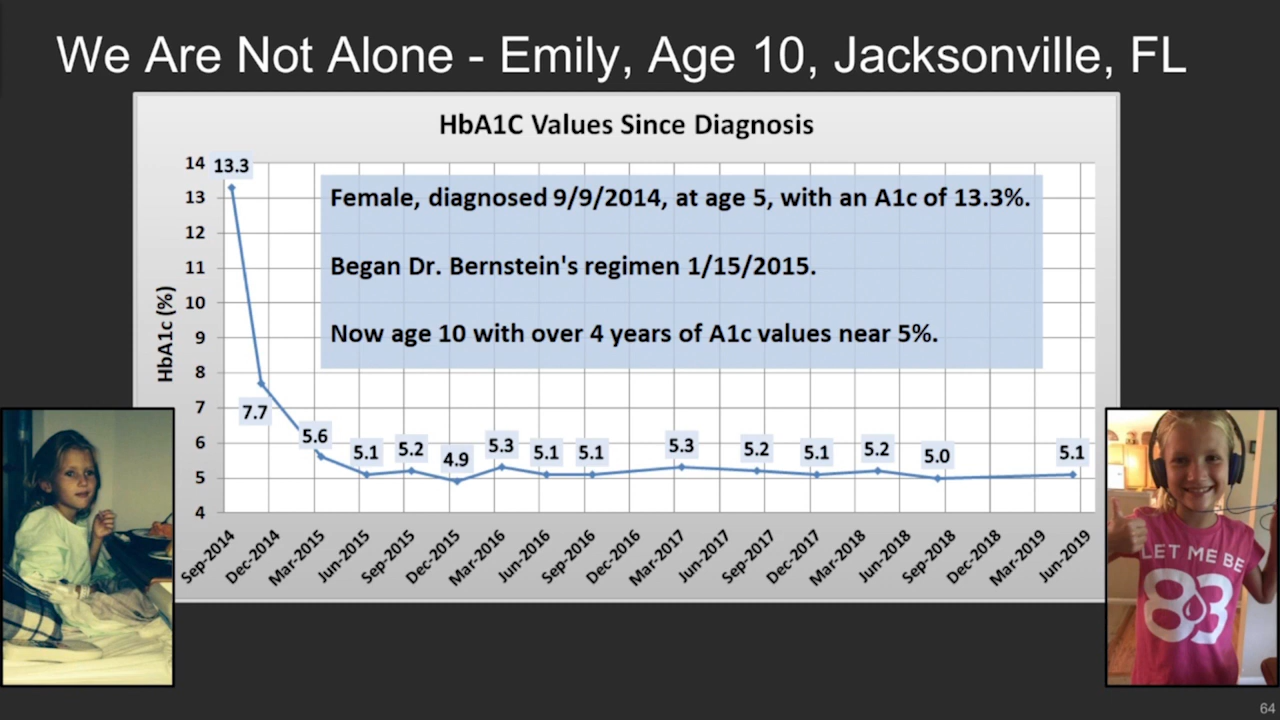 We Are Not Alone - Emily, Age 10, Jacksonville, FL
HbA1C Values Since Diagnosis
HbA1c (%)
14
13
12
11
10
9
8
7
6
5
4
Female, diagnosed 9/9/2014, at age 5, with an A1c of 13.3%.
Began Dr. Bernstein's regimen 1/15/2015.
Now age 10 with over 4 years of A1c values near 5%.
13.3
7.7
5.6
5.1
5.2
4.9
5.3
5.1
5.1
5.3
5.2
5.1
5.2
5.0
5.1
Sep-2014
Dec-2014
Mar-2015
Jun-2015
Sep-2015
Dec-2015
Mar-2016
Jun-2016
Sep-2016
Dec-2016
Mar-2017
Jun-2017
Sep-2017
Dec-2017
Mar-2018
Jun-2018
Sep-2018
Dec-2018
Mar-2019
Jun-2019
LET ME BE
83
64